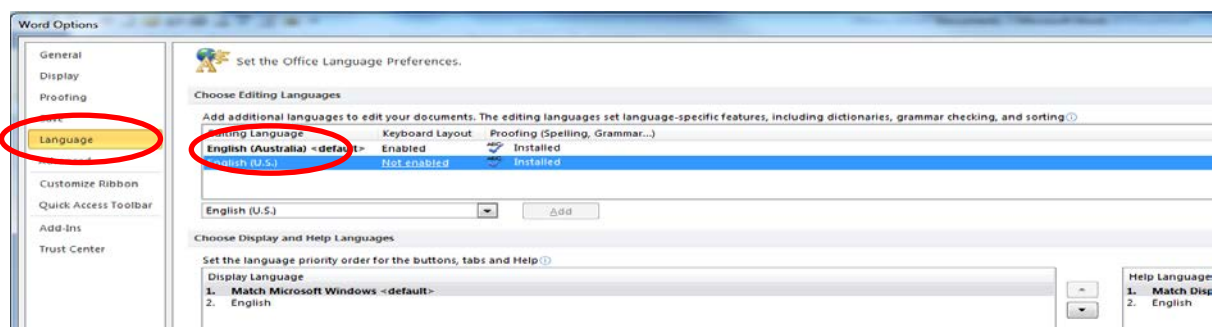 Word Options
General
Display
Proofing
Save
Language
Advanced
Customize Ribbon
Quick Access Toolbar
Add-Ins
Trust Center
Set the Office Language Preferences.
Choose Editing Languages
Add additional languages to edit your documents. The editing languages set language-specific features, including dictionaries, grammar checking, and sorting
Editing Language Keyboard Layout Proofing (Spelling, Grammar...)
English (Australia) <default> Enabled Installed
English (U.S.) Not enabled Installed
English (U.S.) Add
Choose Display and Help Languages
Set the language priority order for the buttons, tabs and Help
Display Language
1. Match Microsoft Windows <default>
2. English
Help Language
1. Match Disp
2. English